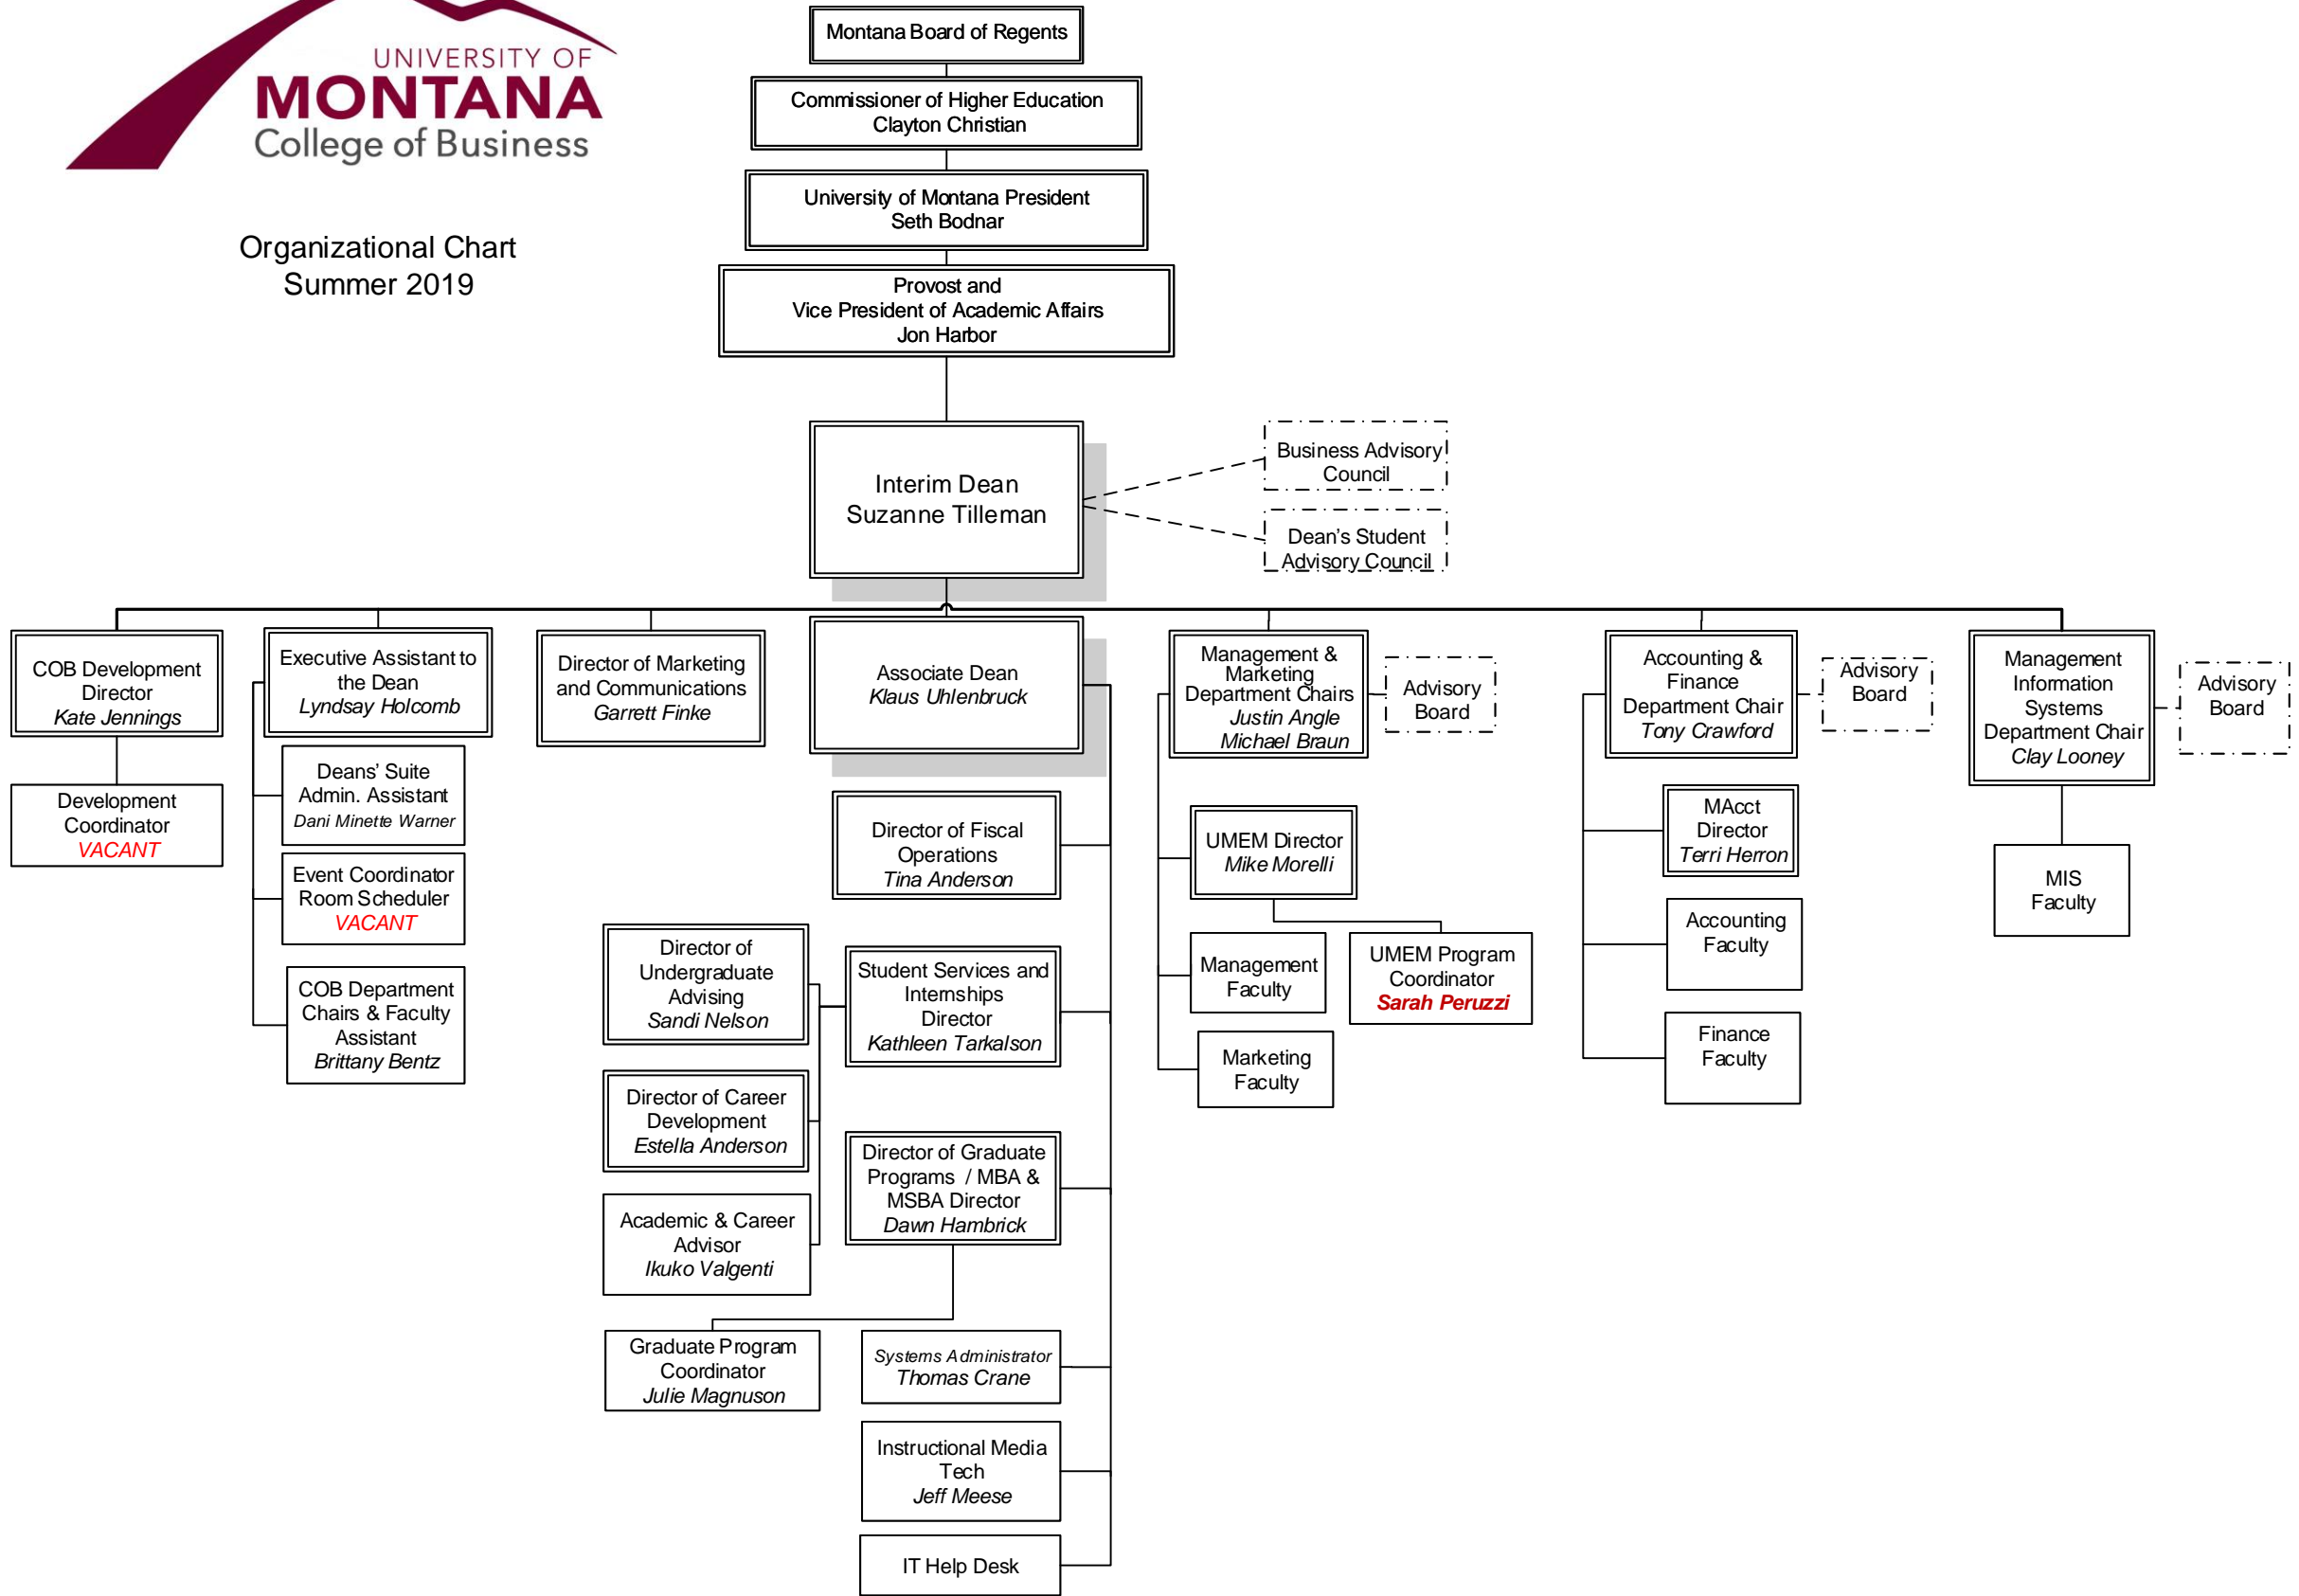 UNIVERSITY OF
MONTANA
College of Business
Organizational Chart
Summer 2019
Montana Board of Regents
Commissioner of Higher Education
Clayton Christian
University of Montana President
Seth Bodnar
Provost and
Vice President of Academic Affairs
Jon Harbor
Interim Dean
Suzanne Tilleman
Business Advisory
Council
Dean's Student
Advisory Council
COB Development
Director
Kate Jennings
Development
Coordinator
VACANT
Executive Assistant to
the Dean
Lyndsay Holcomb
Deans' Suite
Admin. Assistant
Dani Minette Warner
Event Coordinator
Room Scheduler
VACANT
COB Department
Chairs & Faculty
Assistant
Brittany Bentz
Director of Marketing
and Communications
Garrett Finke
Associate Dean
Klaus Uhlenbruck
Director of Fiscal
Operations
Tina Anderson
Student Services and
Internships
Director
Kathleen Tarkalson
Director of
Undergraduate
Advising
Sandi Nelson
Director of Career
Development
Estella Anderson
Academic & Career
Advisor
Ikuko Valgenti
Director of Graduate
Programs / MBA &
MSBA Director
Dawn Hambrick
Graduate Program
Coordinator
Julie Magnuson
Systems Administrator
Thomas Crane
Instructional Media
Tech
Jeff Meese
IT Help Desk
Management &
Marketing
Department Chairs
Justin Angle
Michael Braun
Advisory
Board
UMEM Director
Mike Morelli
UMEM Program
Coordinator
Sarah Peruzzi
Management
Faculty
Marketing
Faculty
Accounting &
Finance
Department Chair
Tony Crawford
Advisory
Board
MAcct
Director
Terri Herron
Accounting
Faculty
Finance
Faculty
Management
Information
Systems
Department Chair
Clay Looney
Advisory
Board
MIS
Faculty